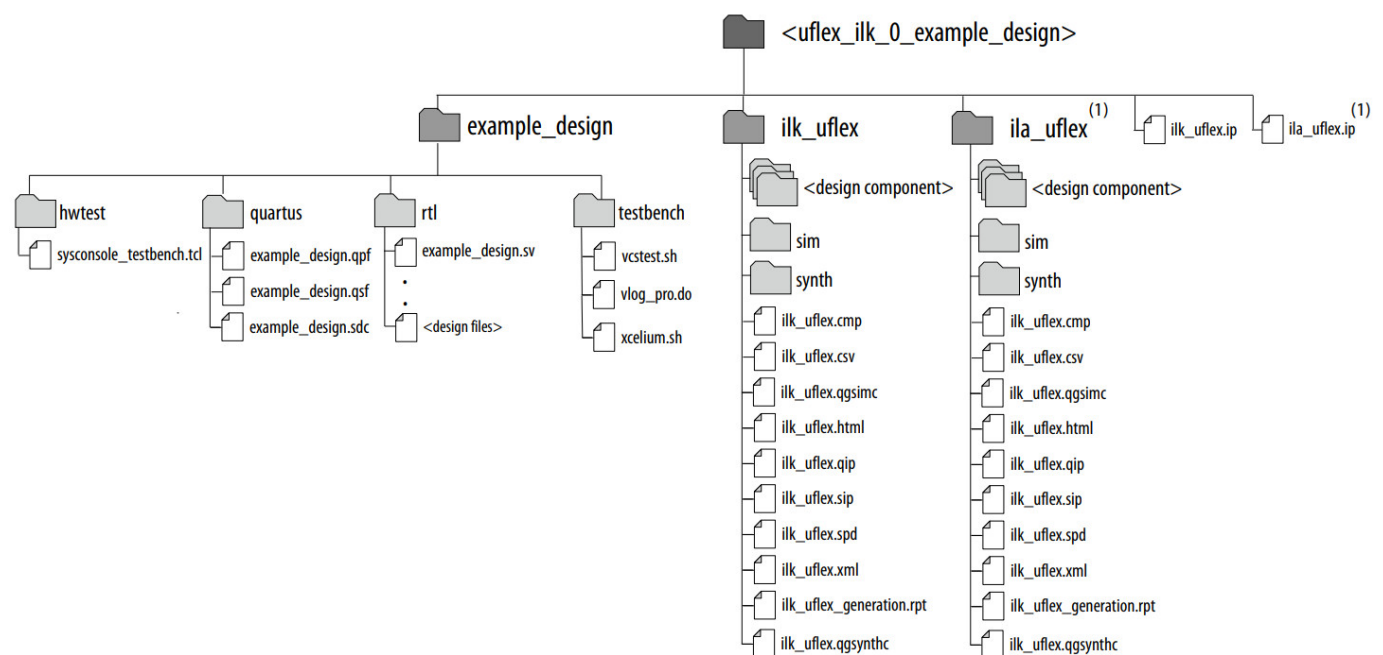 <uflex_ilk_0_example_design>
example_design
ilk_uflex
ila_uflex (1)
ilk_uflex.ip
ila_uflex.ip (1)
hwtest
sysconsole_testbench.tcl
quartus
example_design.qpf
example_design.qsf
example_design.sdc
rtl
example_design.sv
<design files>
testbench
vcstest.sh
vlog_pro.do
xcelium.sh
<design component>
sim
synth
ilk_uflex.cmp
ilk_uflex.csv
ilk_uflex.qgsimc
ilk_uflex.html
ilk_uflex.qip
ilk_uflex.sip
ilk_uflex.spd
ilk_uflex.xml
ilk_uflex_generation.rpt
ilk_uflex.qgsynthc
<design component>
sim
synth
ilk_uflex.cmp
ilk_uflex.csv
ilk_uflex.qgsimc
ilk_uflex.html
ilk_uflex.qip
ilk_uflex.sip
ilk_uflex.spd
ilk_uflex.xml
ilk_uflex_generation.rpt
ilk_uflex.qgsynthc